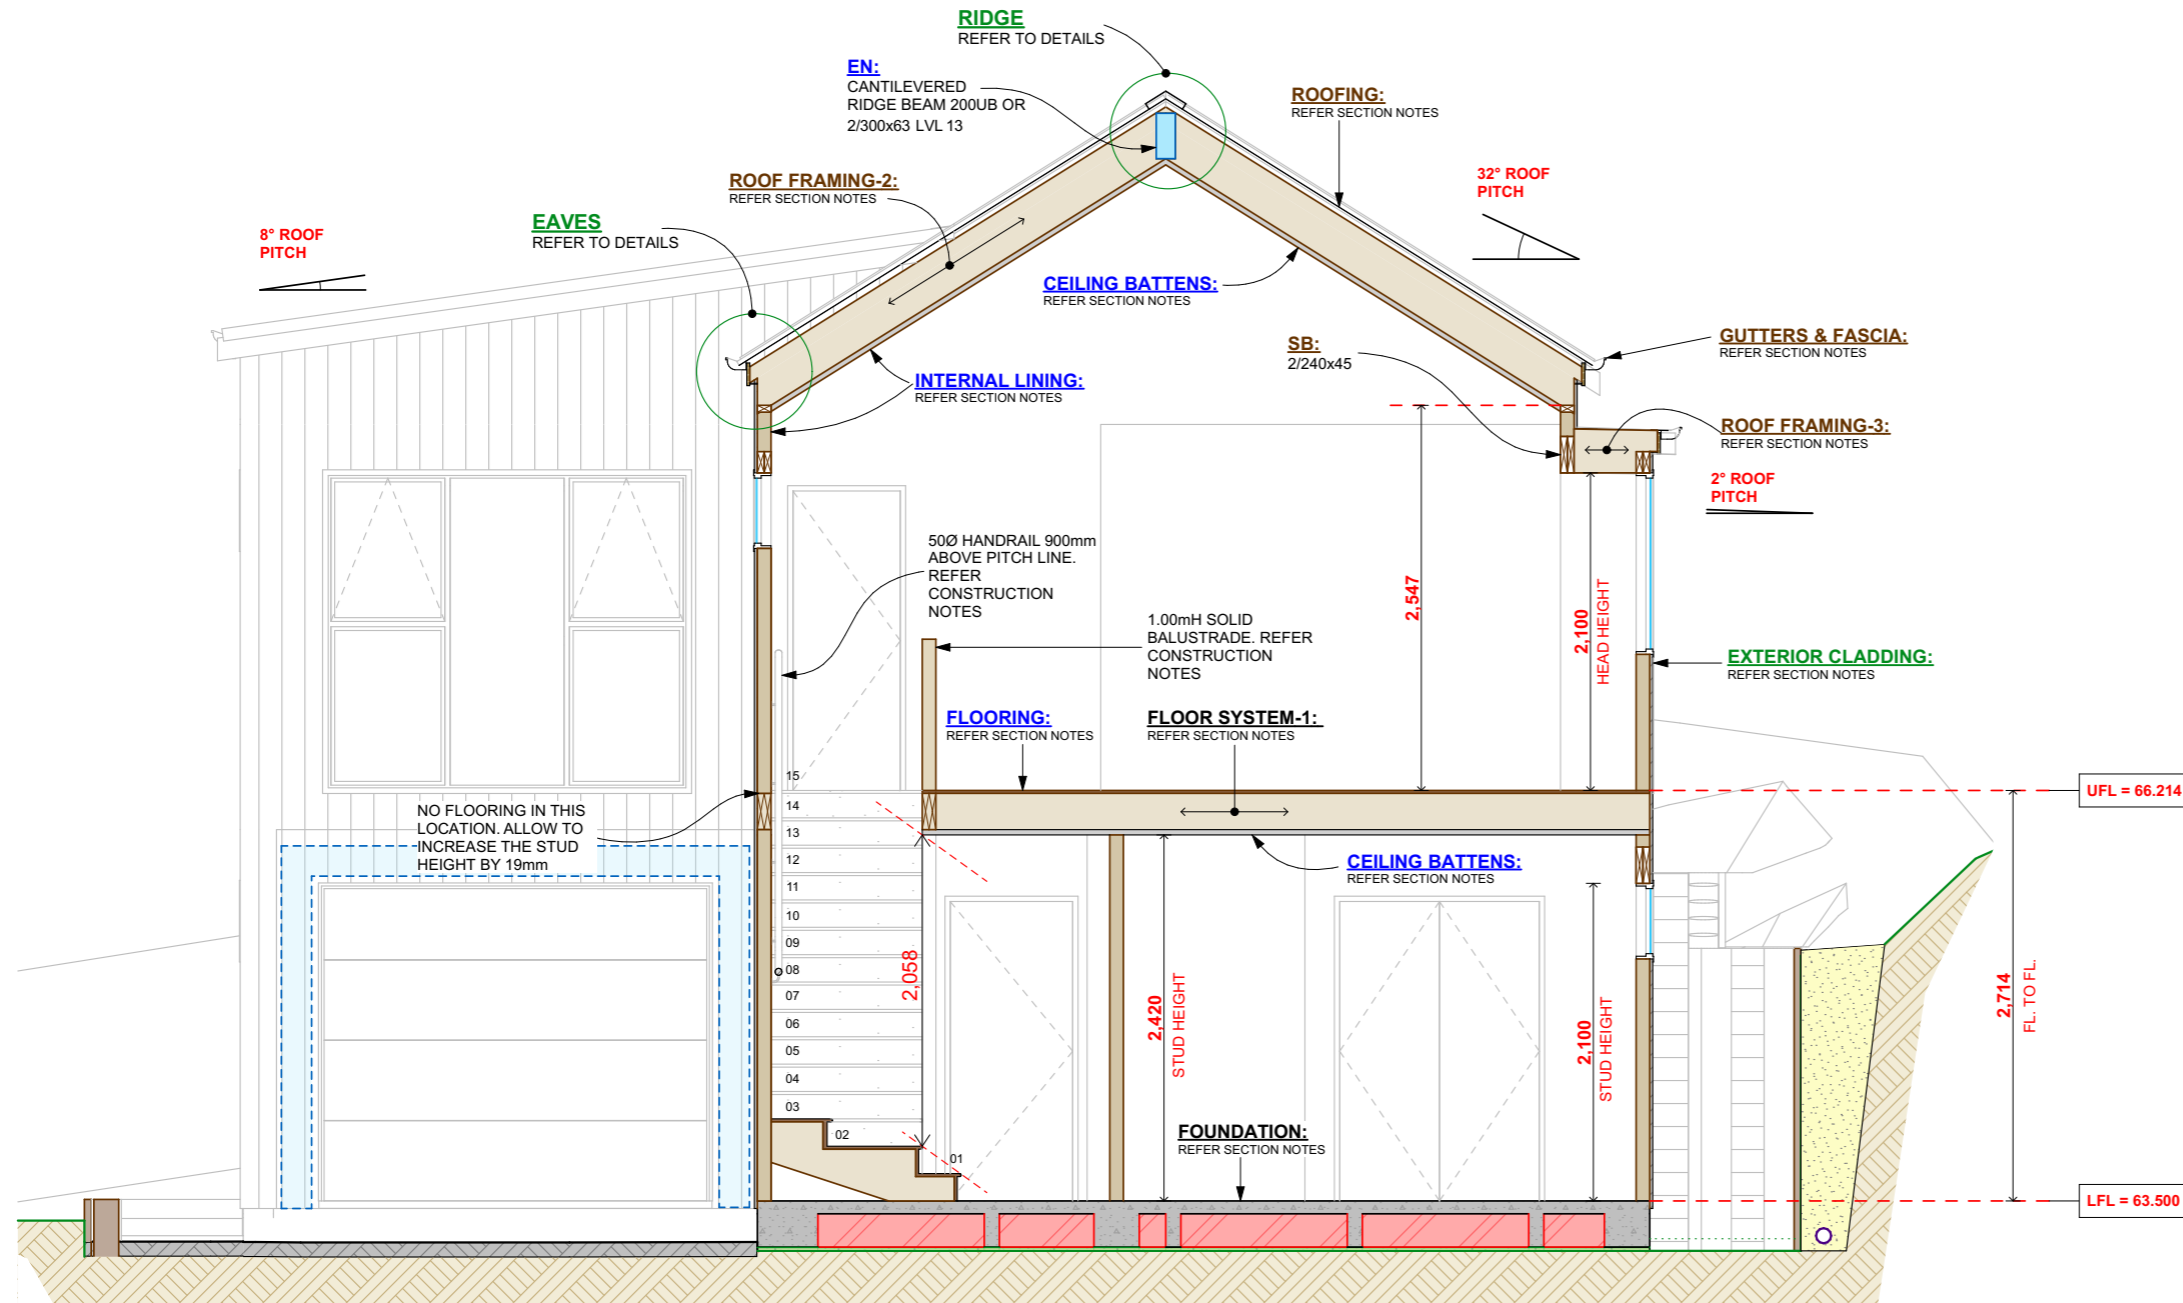 RIDGE
REFER TO DETAILS
EN:
CANTILEVERED
RIDGE BEAM 200UB OR
2/300x63 LVL 13
ROOFING:
REFER SECTION NOTES
ROOF FRAMING-2:
REFER SECTION NOTES
32° ROOF
PITCH
EAVES
REFER TO DETAILS
8° ROOF
PITCH
CEILING BATTENS:
REFER SECTION NOTES
GUTTERS & FASCIA:
REFER SECTION NOTES
SB:
2/240x45
INTERNAL LINING:
REFER SECTION NOTES
ROOF FRAMING-3:
REFER SECTION NOTES
2° ROOF
PITCH
50Ø HANDRAIL 900mm
ABOVE PITCH LINE.
REFER
CONSTRUCTION
NOTES
2,547
2,100
HEAD HEIGHT
1.00mH SOLID
BALUSTRADE. REFER
CONSTRUCTION
NOTES
EXTERIOR CLADDING:
REFER SECTION NOTES
FLOORING:
REFER SECTION NOTES
FLOOR SYSTEM-1:
REFER SECTION NOTES
15
14
13
12
11
10
09
08
07
06
05
04
03
02
01
UFL = 66.214
NO FLOORING IN THIS
LOCATION. ALLOW TO
INCREASE THE STUD
HEIGHT BY 19mm
CEILING BATTENS:
REFER SECTION NOTES
2,058
2,420
STUD HEIGHT
2,100
STUD HEIGHT
2,714
FL. TO FL.
FOUNDATION:
REFER SECTION NOTES
LFL = 63.500